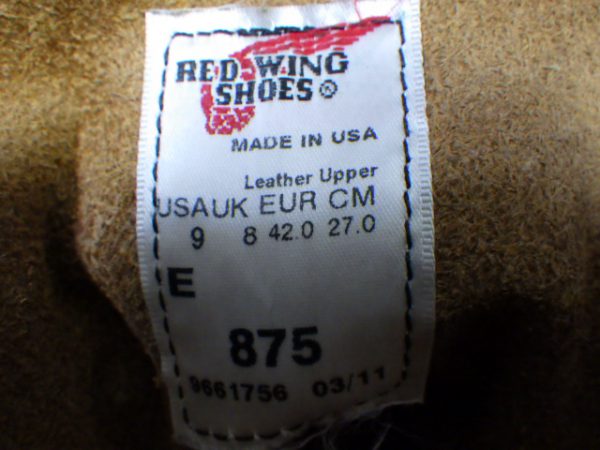 RED WING
SHOES®
MADE IN USA
Leather Upper
USAUK EUR CM
9 8 42.0 27.0
E
875
9661756 03/11